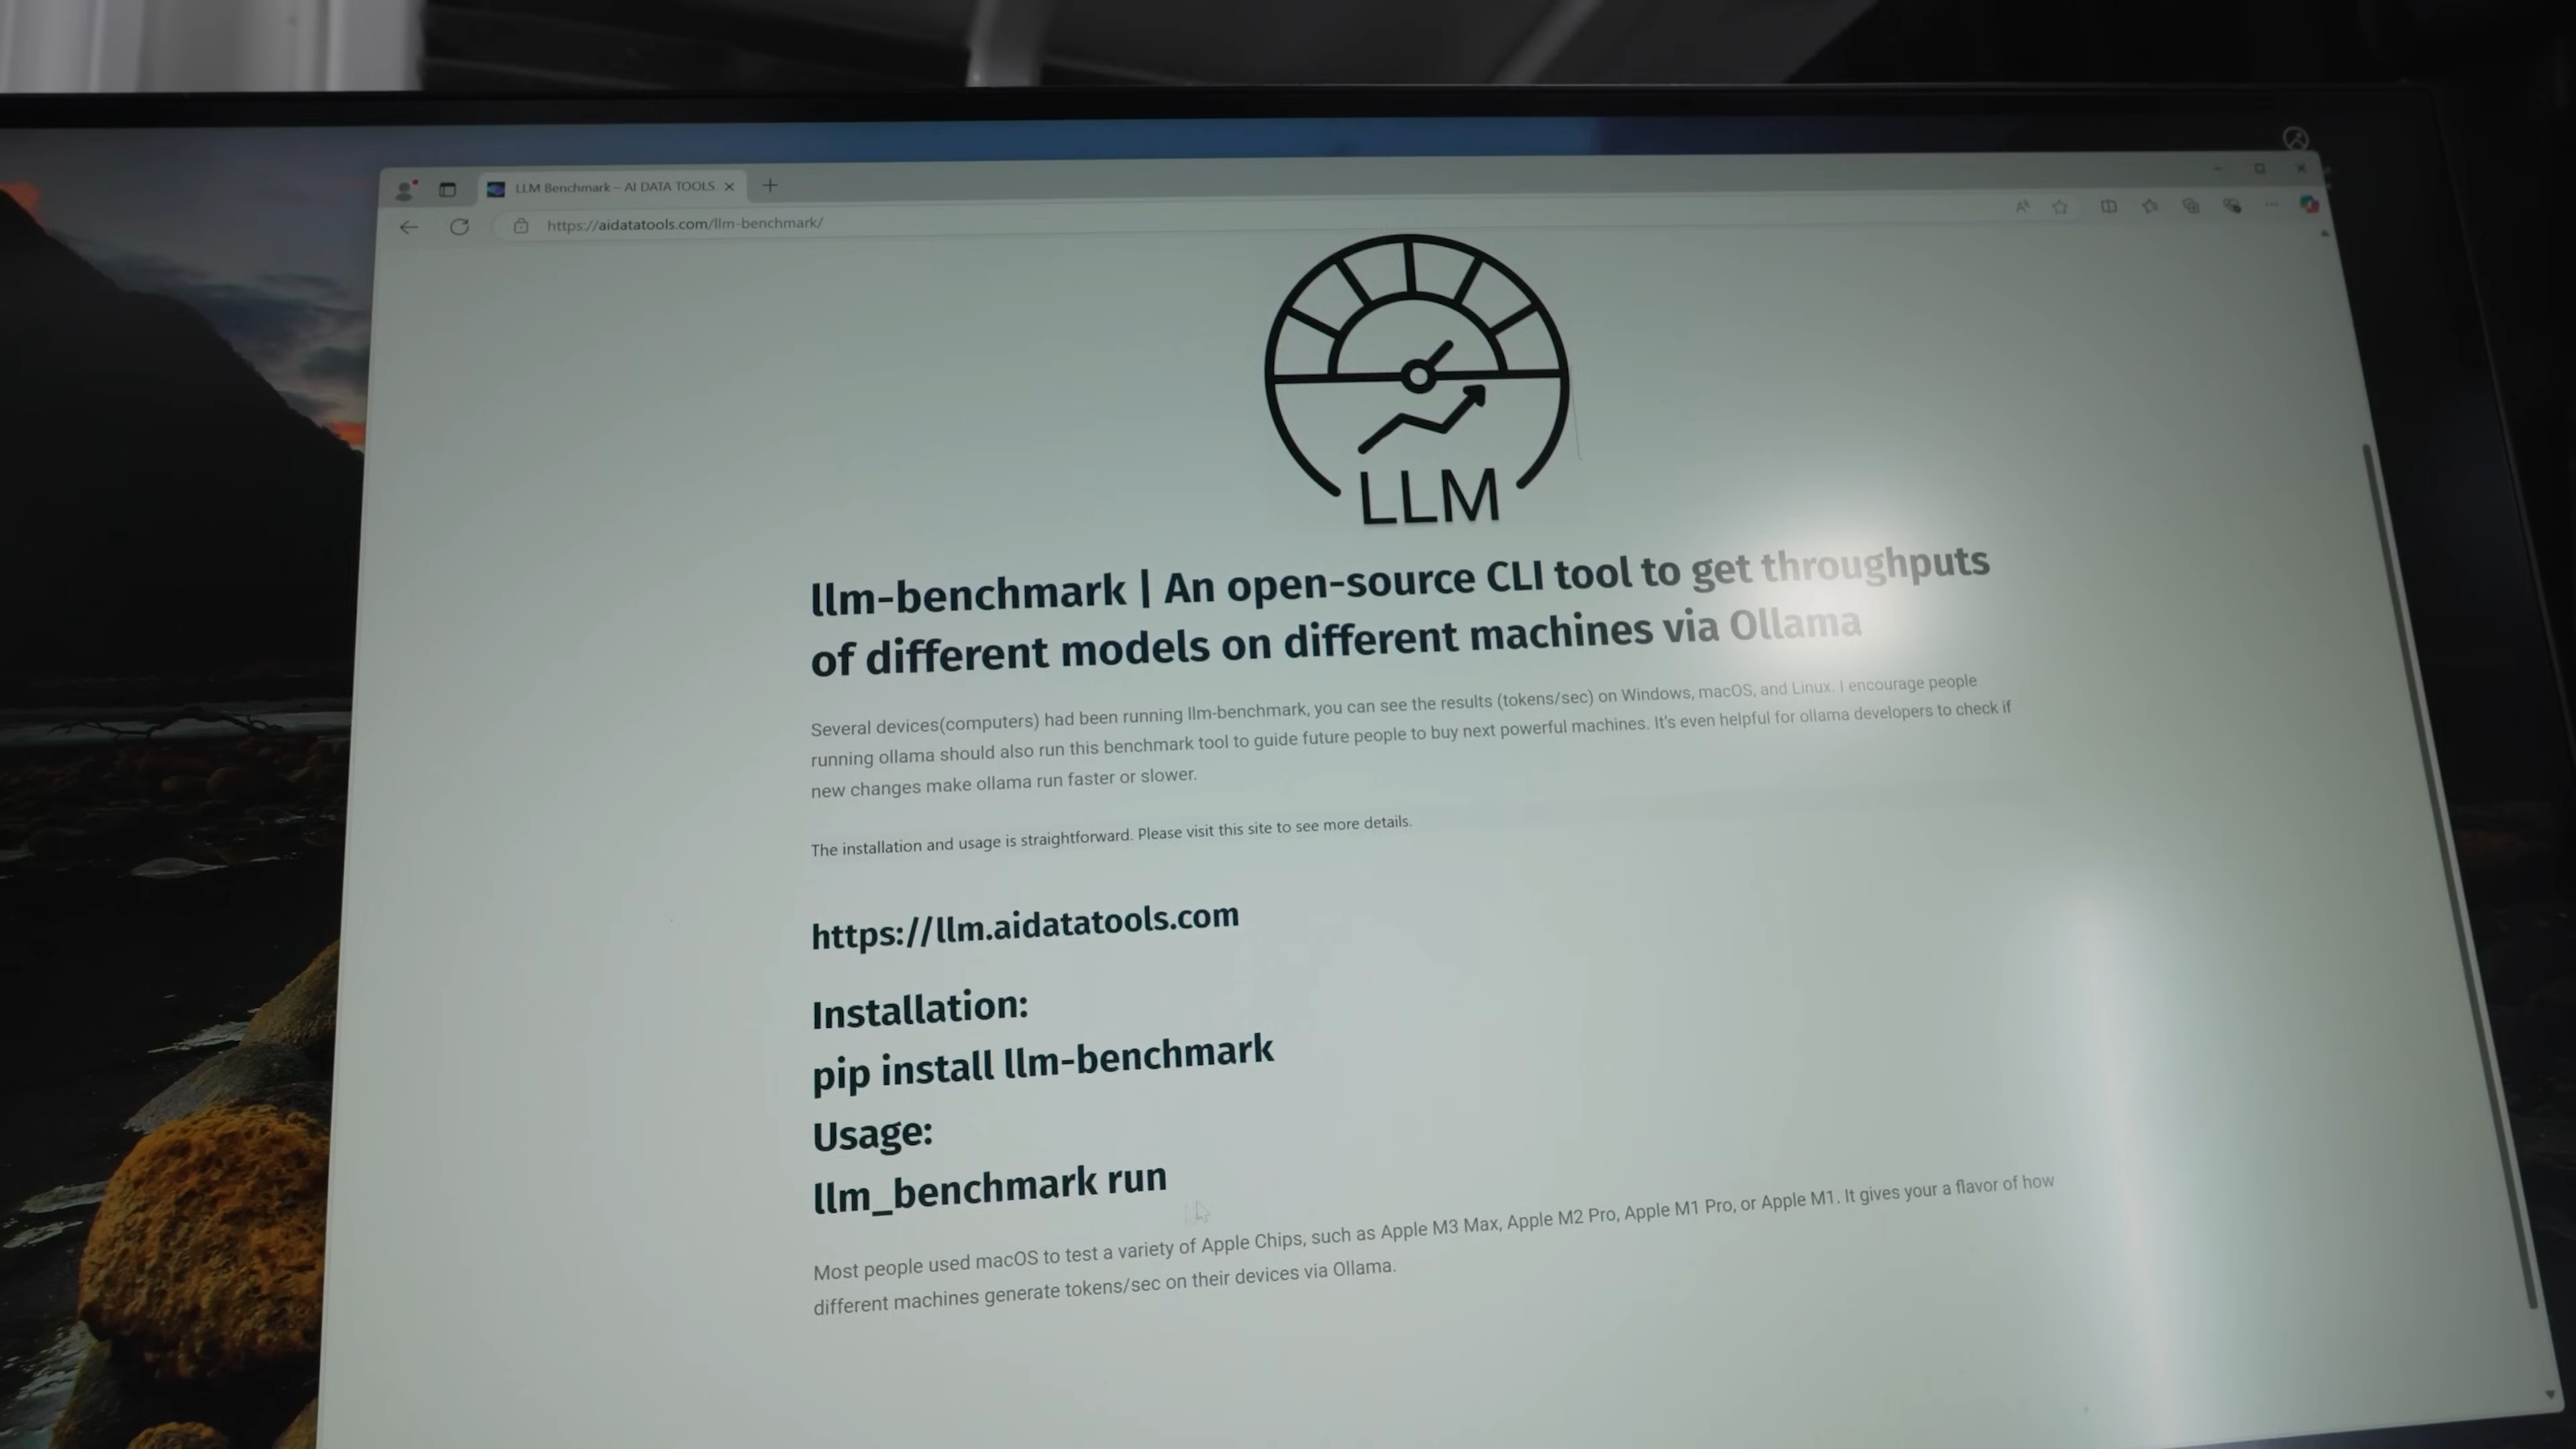 LLM Benchmark – AI DATA TOOLS
https://aidatatools.com/llm-benchmark/
LLM
llm-benchmark | An open-source CLI tool to get throughputs
of different models on different machines via Ollama
Several devices(computers) had been running llm-benchmark, you can see the results (tokens/sec) on Windows, macOS, and Linux. I encourage people
running ollama should also run this benchmark tool to guide future people to buy next powerful machines. It's even helpful for ollama developers to check if
new changes make ollama run faster or slower.
The installation and usage is straightforward. Please visit this site to see more details.
https://llm.aidatatools.com
Installation:
pip install llm-benchmark
Usage:
llm_benchmark run
Most people used macOS to test a variety of Apple Chips, such as Apple M3 Max, Apple M2 Pro, Apple M1 Pro, or Apple M1. It gives your a flavor of how
different machines generate tokens/sec on their devices via Ollama.